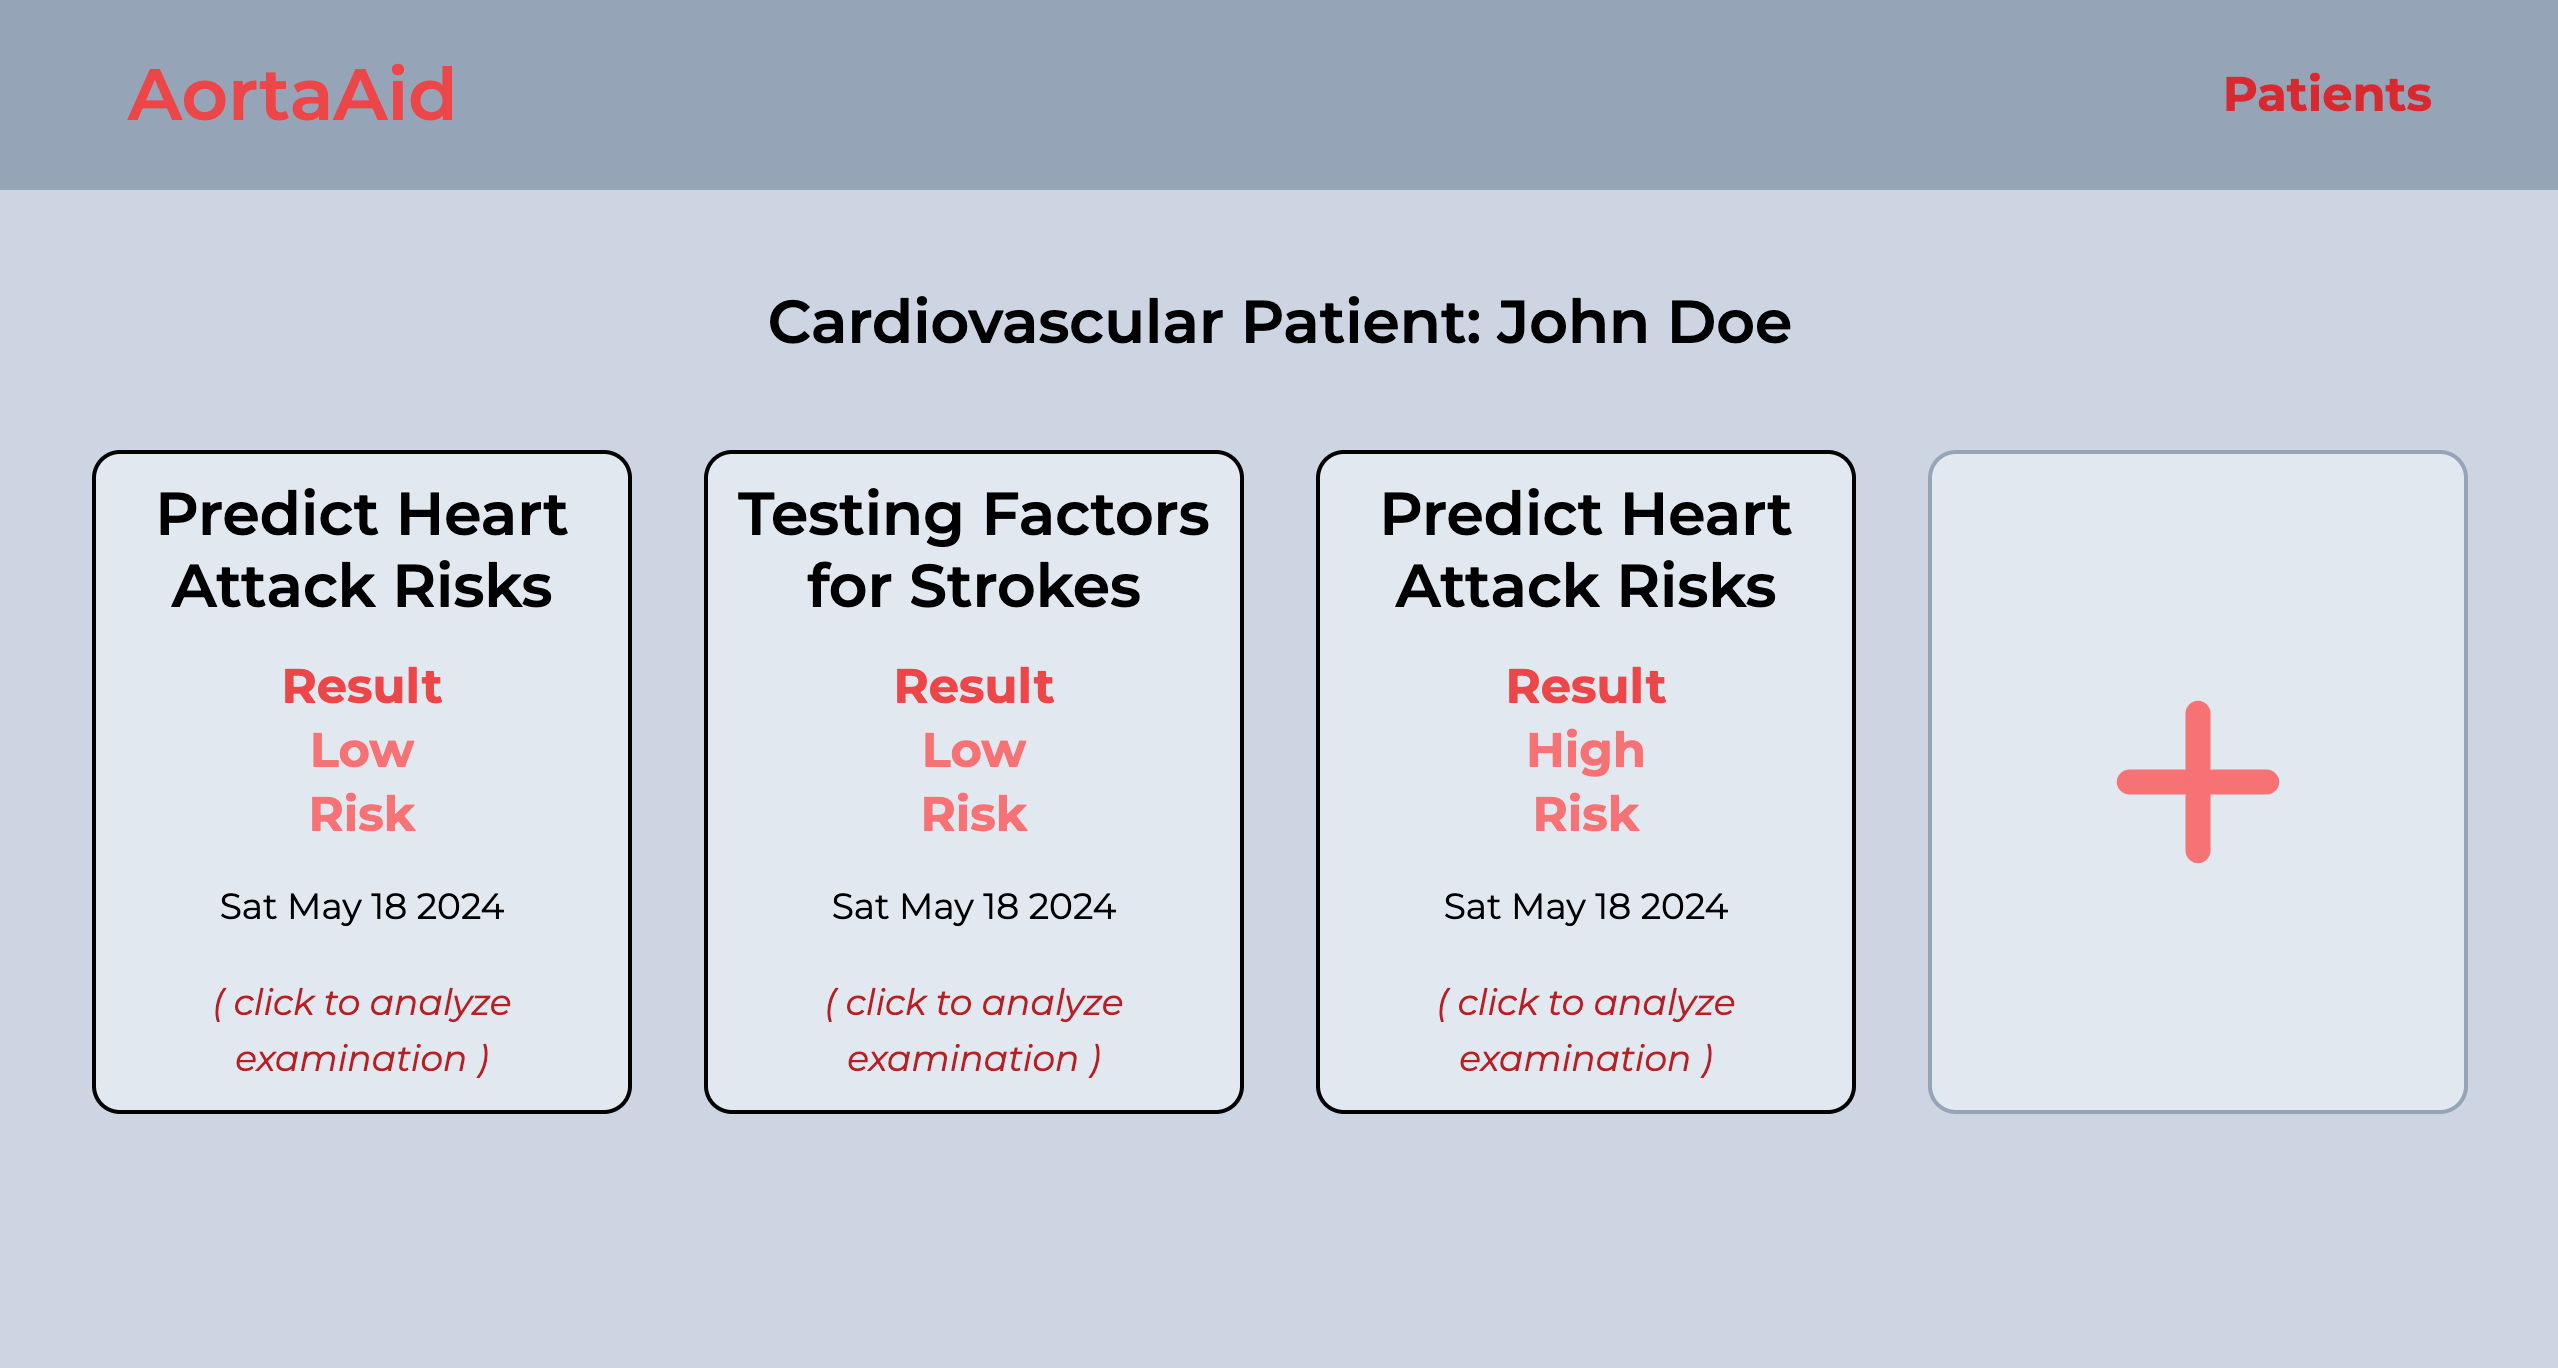 AortaAid
Patients
Cardiovascular Patient: John Doe
Predict Heart
Attack Risks
Result
Low
Risk
Sat May 18 2024
( click to analyze
examination )
Testing Factors
for Strokes
Result
Low
Risk
Sat May 18 2024
( click to analyze
examination )
Predict Heart
Attack Risks
Result
High
Risk
Sat May 18 2024
( click to analyze
examination )